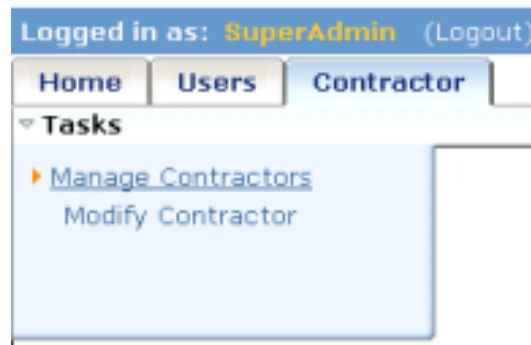 Logged in as: SuperAdmin (Logout)
Home Users Contractor
Tasks
Manage Contractors
Modify Contractor